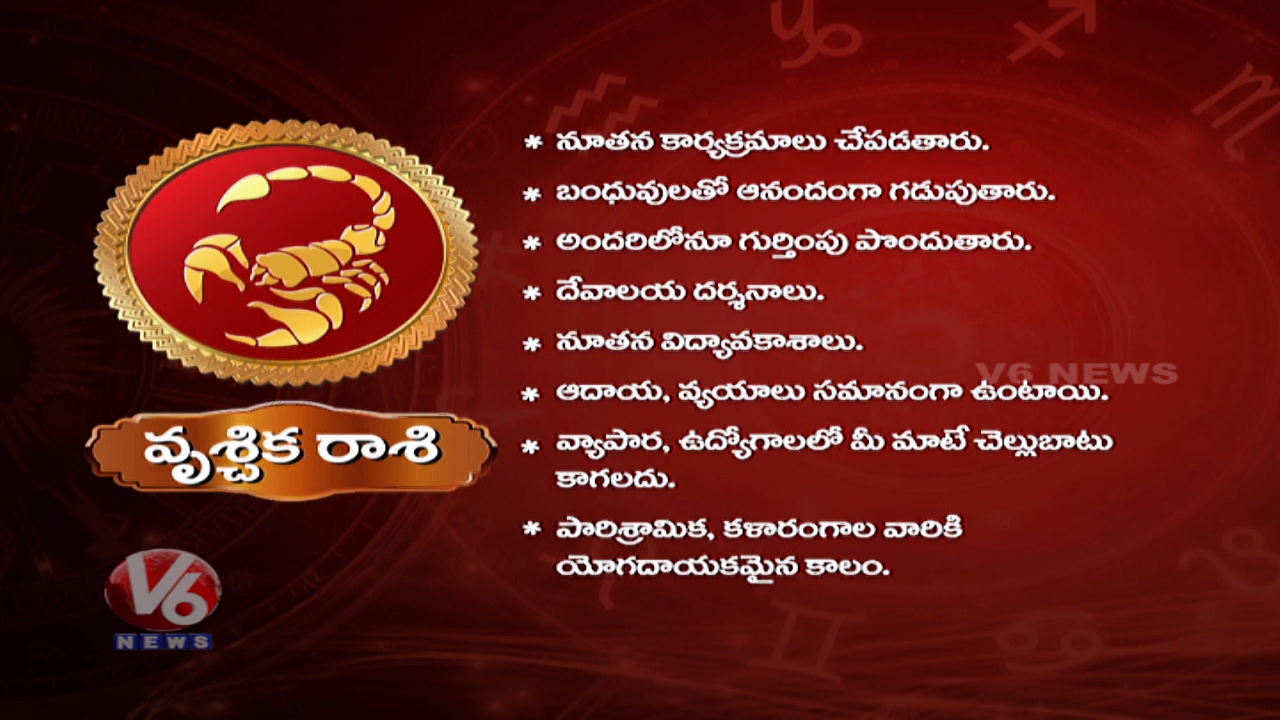 * నూతన కార్యక్రమాలు చేపడతారు.
* బంధువులతో ఆనందంగా గడుపుతారు.
* అందరిలోనూ గుర్తింపు పొందుతారు.
* దేవాలయ దర్శనాలు.
* నూతన విద్యావకాశాలు.
V6 NEWS
* ఆదాయ, వ్యయాలు సమానంగా ఉంటాయి.
* వ్యాపార, ఉద్యోగాలలో మీ మాటే చెల్లుబాటు
కాగలదు.
* పారిశ్రామిక, కళారంగాల వారికి
యోగదాయకమైన కాలం.
వృశ్చిక రాశి
V6
NEWS